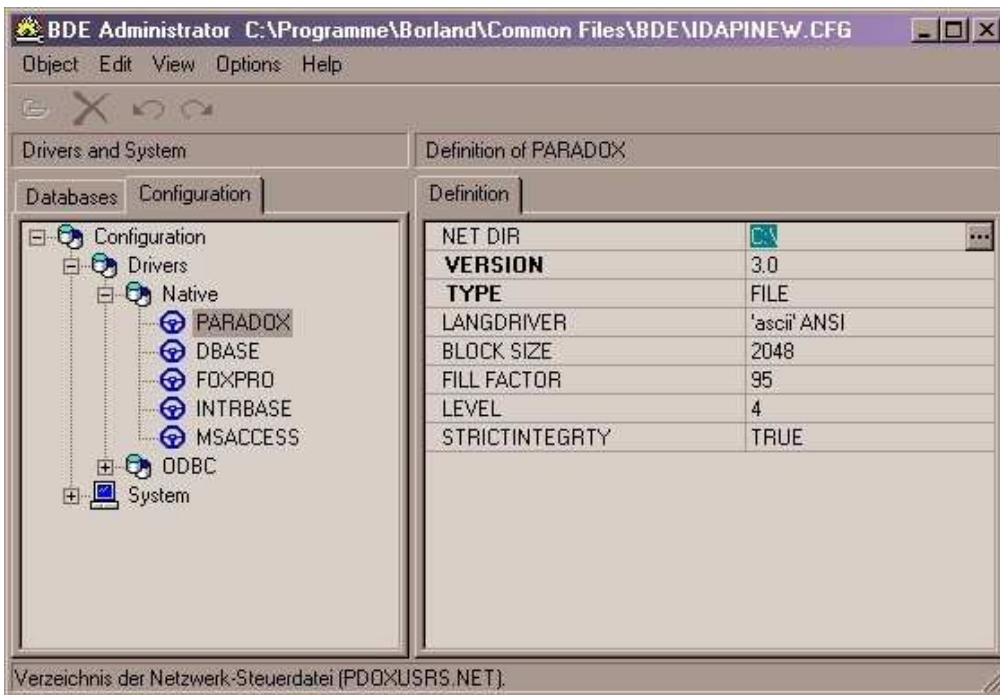 BDE Administrator C:\Programme\Borland\Common Files\BDE\IDAPINEW.CFG
Object Edit View Options Help
Drivers and System
Definition of PARADOX
Databases Configuration
Definition
Configuration
Drivers
Native
PARADOX
DBASE
FOXPRO
INTRBASE
MSACCESS
ODBC
System
NET DIR C:\
VERSION 3.0
TYPE FILE
LANGDRIVER 'ascii' ANSI
BLOCK SIZE 2048
FILL FACTOR 95
LEVEL 4
STRICTINTEGRTY TRUE
Verzeichnis der Netzwerk-Steuerdatei (PDOXUSRS.NET).